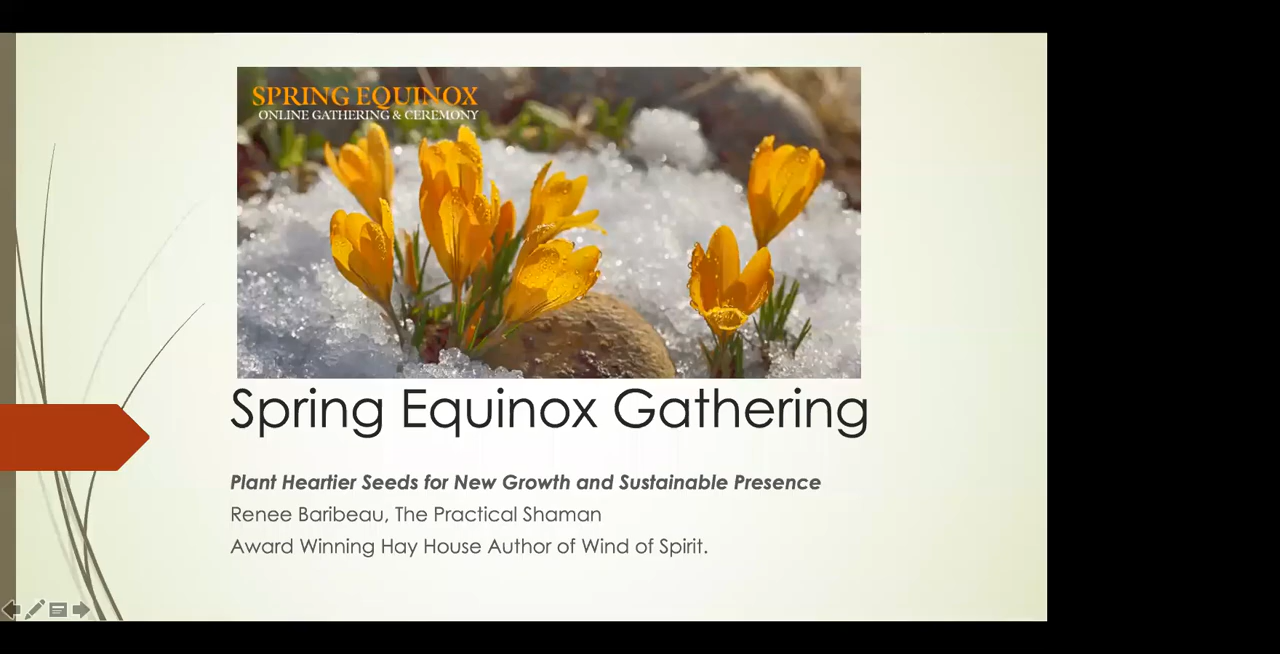 SPRING EQUINOX
ONLINE GATHERING & CEREMONY
Spring Equinox Gathering
Plant Heartier Seeds for New Growth and Sustainable Presence
Renee Baribeau, The Practical Shaman
Award Winning Hay House Author of Wind of Spirit.